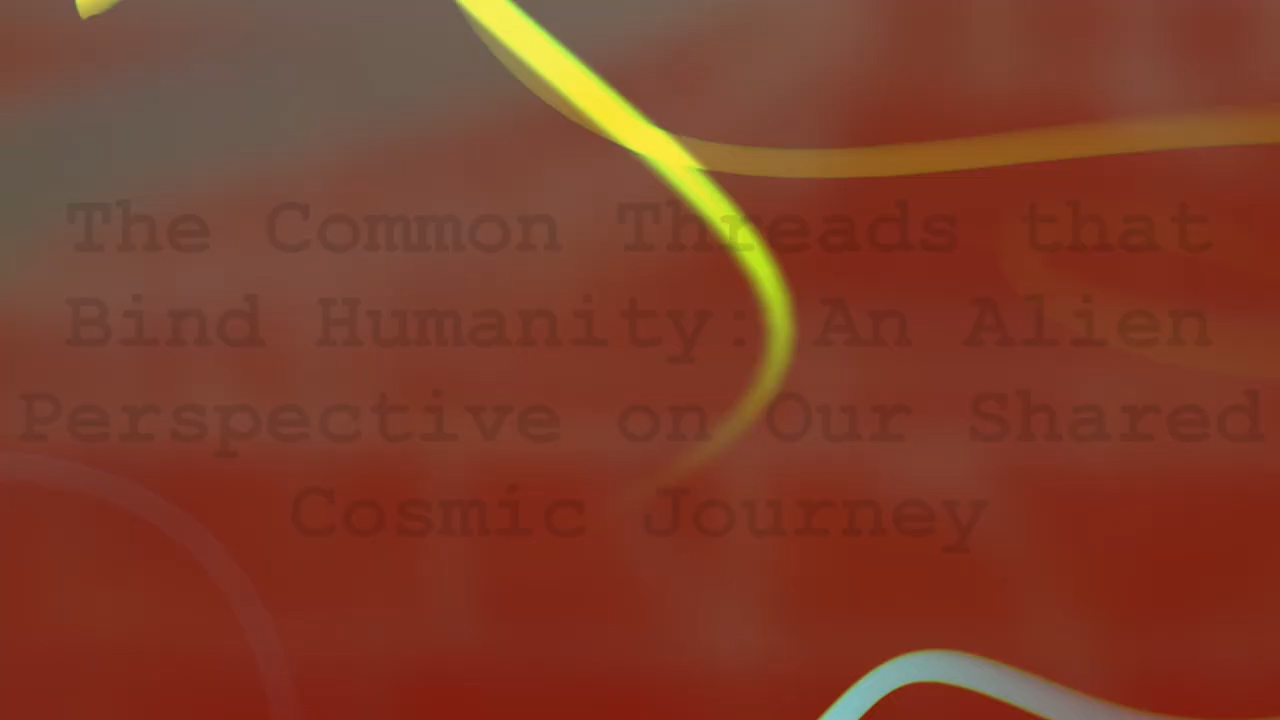 The Common Threads that
Bind Humanity: An Alien
Perspective on Our Shared
Cosmic Journey